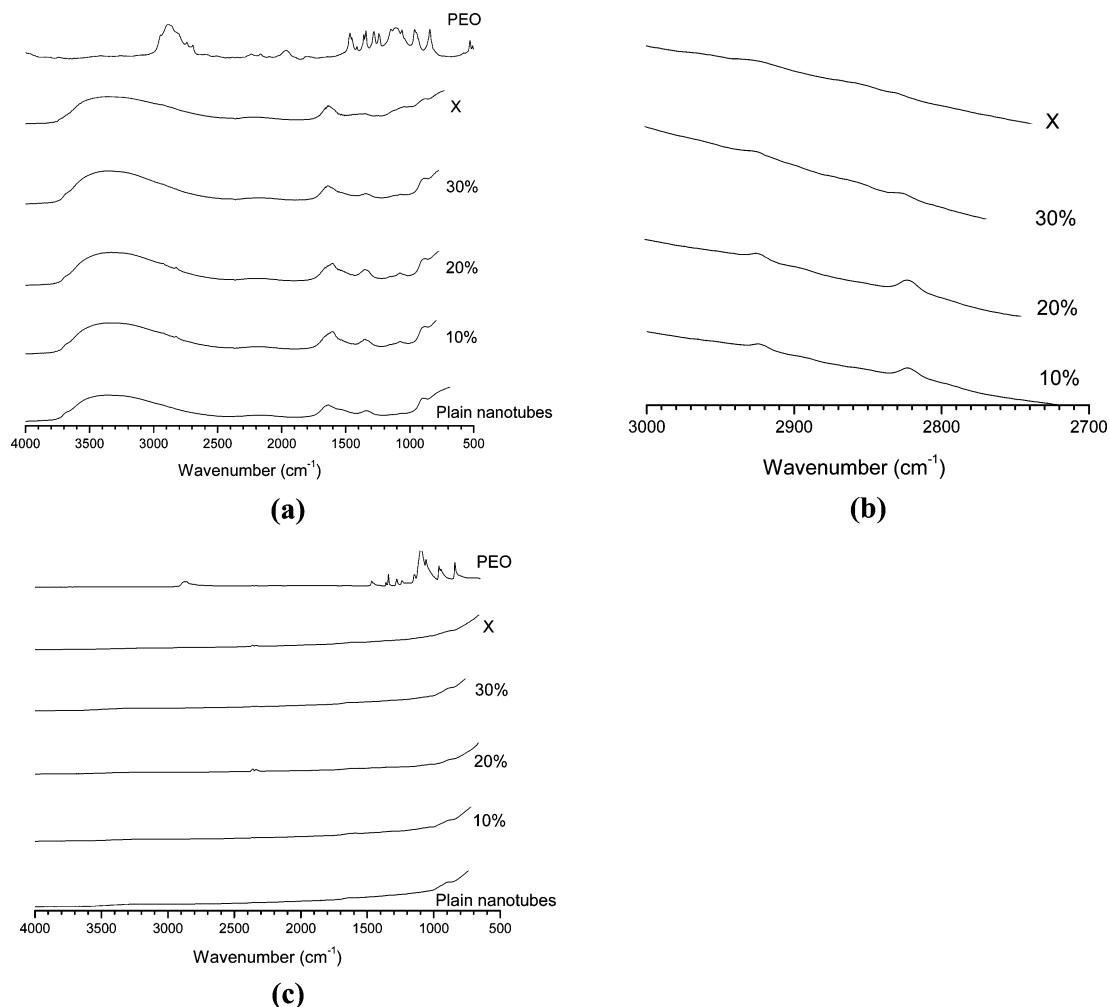 PEO
X
30%
20%
10%
Plain nanotubes
4000 3500 3000 2500 2000 1500 1000 500
Wavenumber (cm⁻¹)
(a)
X
30%
20%
10%
3000 2900 2800 2700
Wavenumber (cm⁻¹)
(b)
PEO
X
30%
20%
10%
Plain nanotubes
4000 3500 3000 2500 2000 1500 1000 500
Wavenumber (cm⁻¹)
(c)